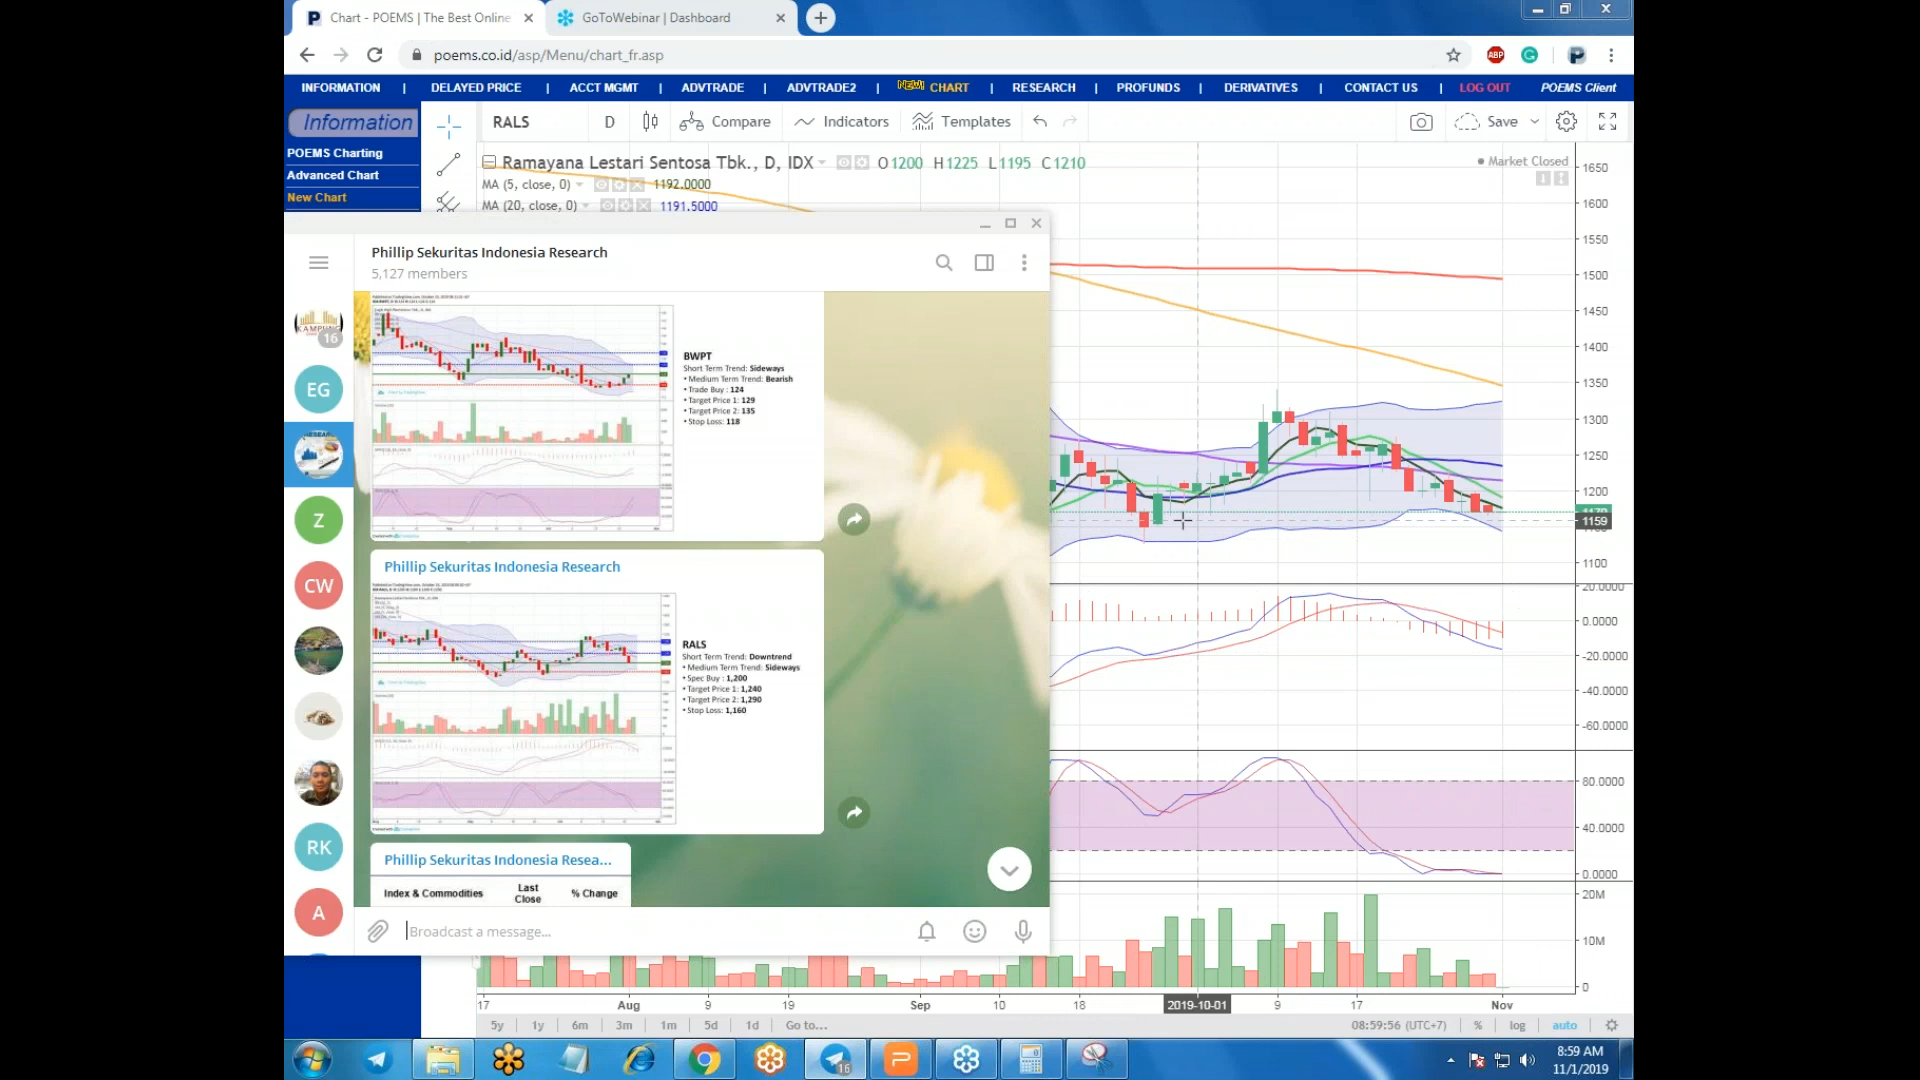 Chart - POEMS | The Best Online
GoToWebinar | Dashboard
poems.co.id/asp/Menu/chart_fr.asp
ABP
INFORMATION | DELAYED PRICE | ACCT MGMT | ADVTRADE | ADVTRADE2 | NEW! CHART | RESEARCH | PROFUNDS | DERIVATIVES | CONTACT US | LOG OUT POEMS Client
Information
POEMS Charting
Advanced Chart
New Chart
RALS D Compare Indicators Templates Save
Ramayana Lestari Sentosa Tbk., D, IDX O1200 H1225 L1195 C1210
Market Closed
MA (5, close, 0) 1192.0000
MA (20, close, 0) 1191.5000
1650
1600
1550
1500
1450
1400
1350
1300
1250
1200
1159
1100
20.0000
0.0000
-20.0000
-40.0000
-60.0000
80.0000
40.0000
0.0000
20M
10M
0
Phillip Sekuritas Indonesia Research
5,127 members
KAMPUNG
16
EG
Z
CW
RK
A
BWPT
Short Term Trend: Sideways
• Medium Term Trend: Bearish
• Trade Buy : 124
• Target Price 1: 129
• Target Price 2: 135
• Stop Loss: 118
Phillip Sekuritas Indonesia Research
RALS
Short Term Trend: Downtrend
• Medium Term Trend: Sideways
• Spec Buy : 1,200
• Target Price 1: 1,240
• Target Price 2: 1,290
• Stop Loss: 1,160
Phillip Sekuritas Indonesia Resea...
Index & Commodities Last Close % Change
Broadcast a message...
17 Aug 9 19 Sep 10 18 2019-10-01 9 17 Nov
5y 1y 6m 3m 1m 5d 1d Go to... 08:59:56 (UTC+7) % log auto
16
8:59 AM
11/1/2019